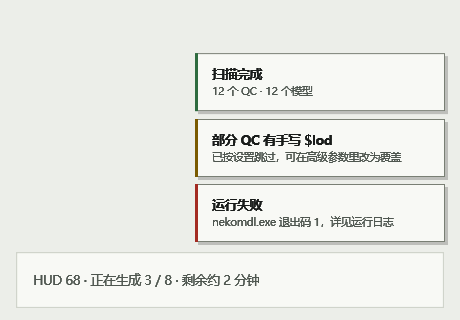 扫描完成
12 个 QC · 12 个模型
部分 QC 有手写 $lod
已按设置跳过，可在高级参数里改为覆盖
运行失败
nekomdl.exe 退出码 1，详见运行日志
HUD 68 · 正在生成 3 / 8 · 剩余约 2 分钟